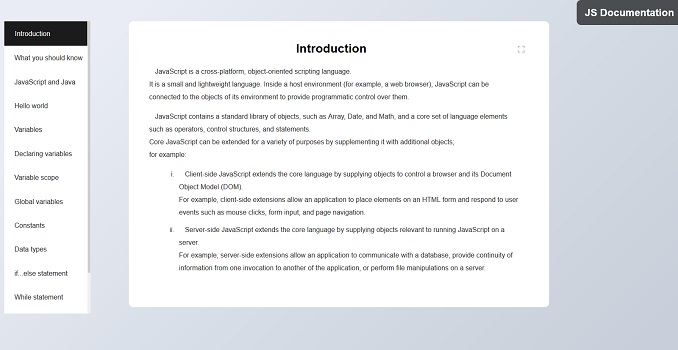 JS Documentation
Introduction
What you should know
JavaScript and Java
Hello world
Variables
Declaring variables
Variable scope
Global variables
Constants
Data types
if...else statement
While statement
Introduction
JavaScript is a cross-platform, object-oriented scripting language.
It is a small and lightweight language. Inside a host environment (for example, a web browser), JavaScript can be
connected to the objects of its environment to provide programmatic control over them.
JavaScript contains a standard library of objects, such as Array, Date, and Math, and a core set of language elements
such as operators, control structures, and statements.
Core JavaScript can be extended for a variety of purposes by supplementing it with additional objects;
for example:
i. Client-side JavaScript extends the core language by supplying objects to control a browser and its Document
Object Model (DOM).
For example, client-side extensions allow an application to place elements on an HTML form and respond to user
events such as mouse clicks, form input, and page navigation.
ii. Server-side JavaScript extends the core language by supplying objects relevant to running JavaScript on a
server.
For example, server-side extensions allow an application to communicate with a database, provide continuity of
information from one invocation to another of the application, or perform file manipulations on a server.